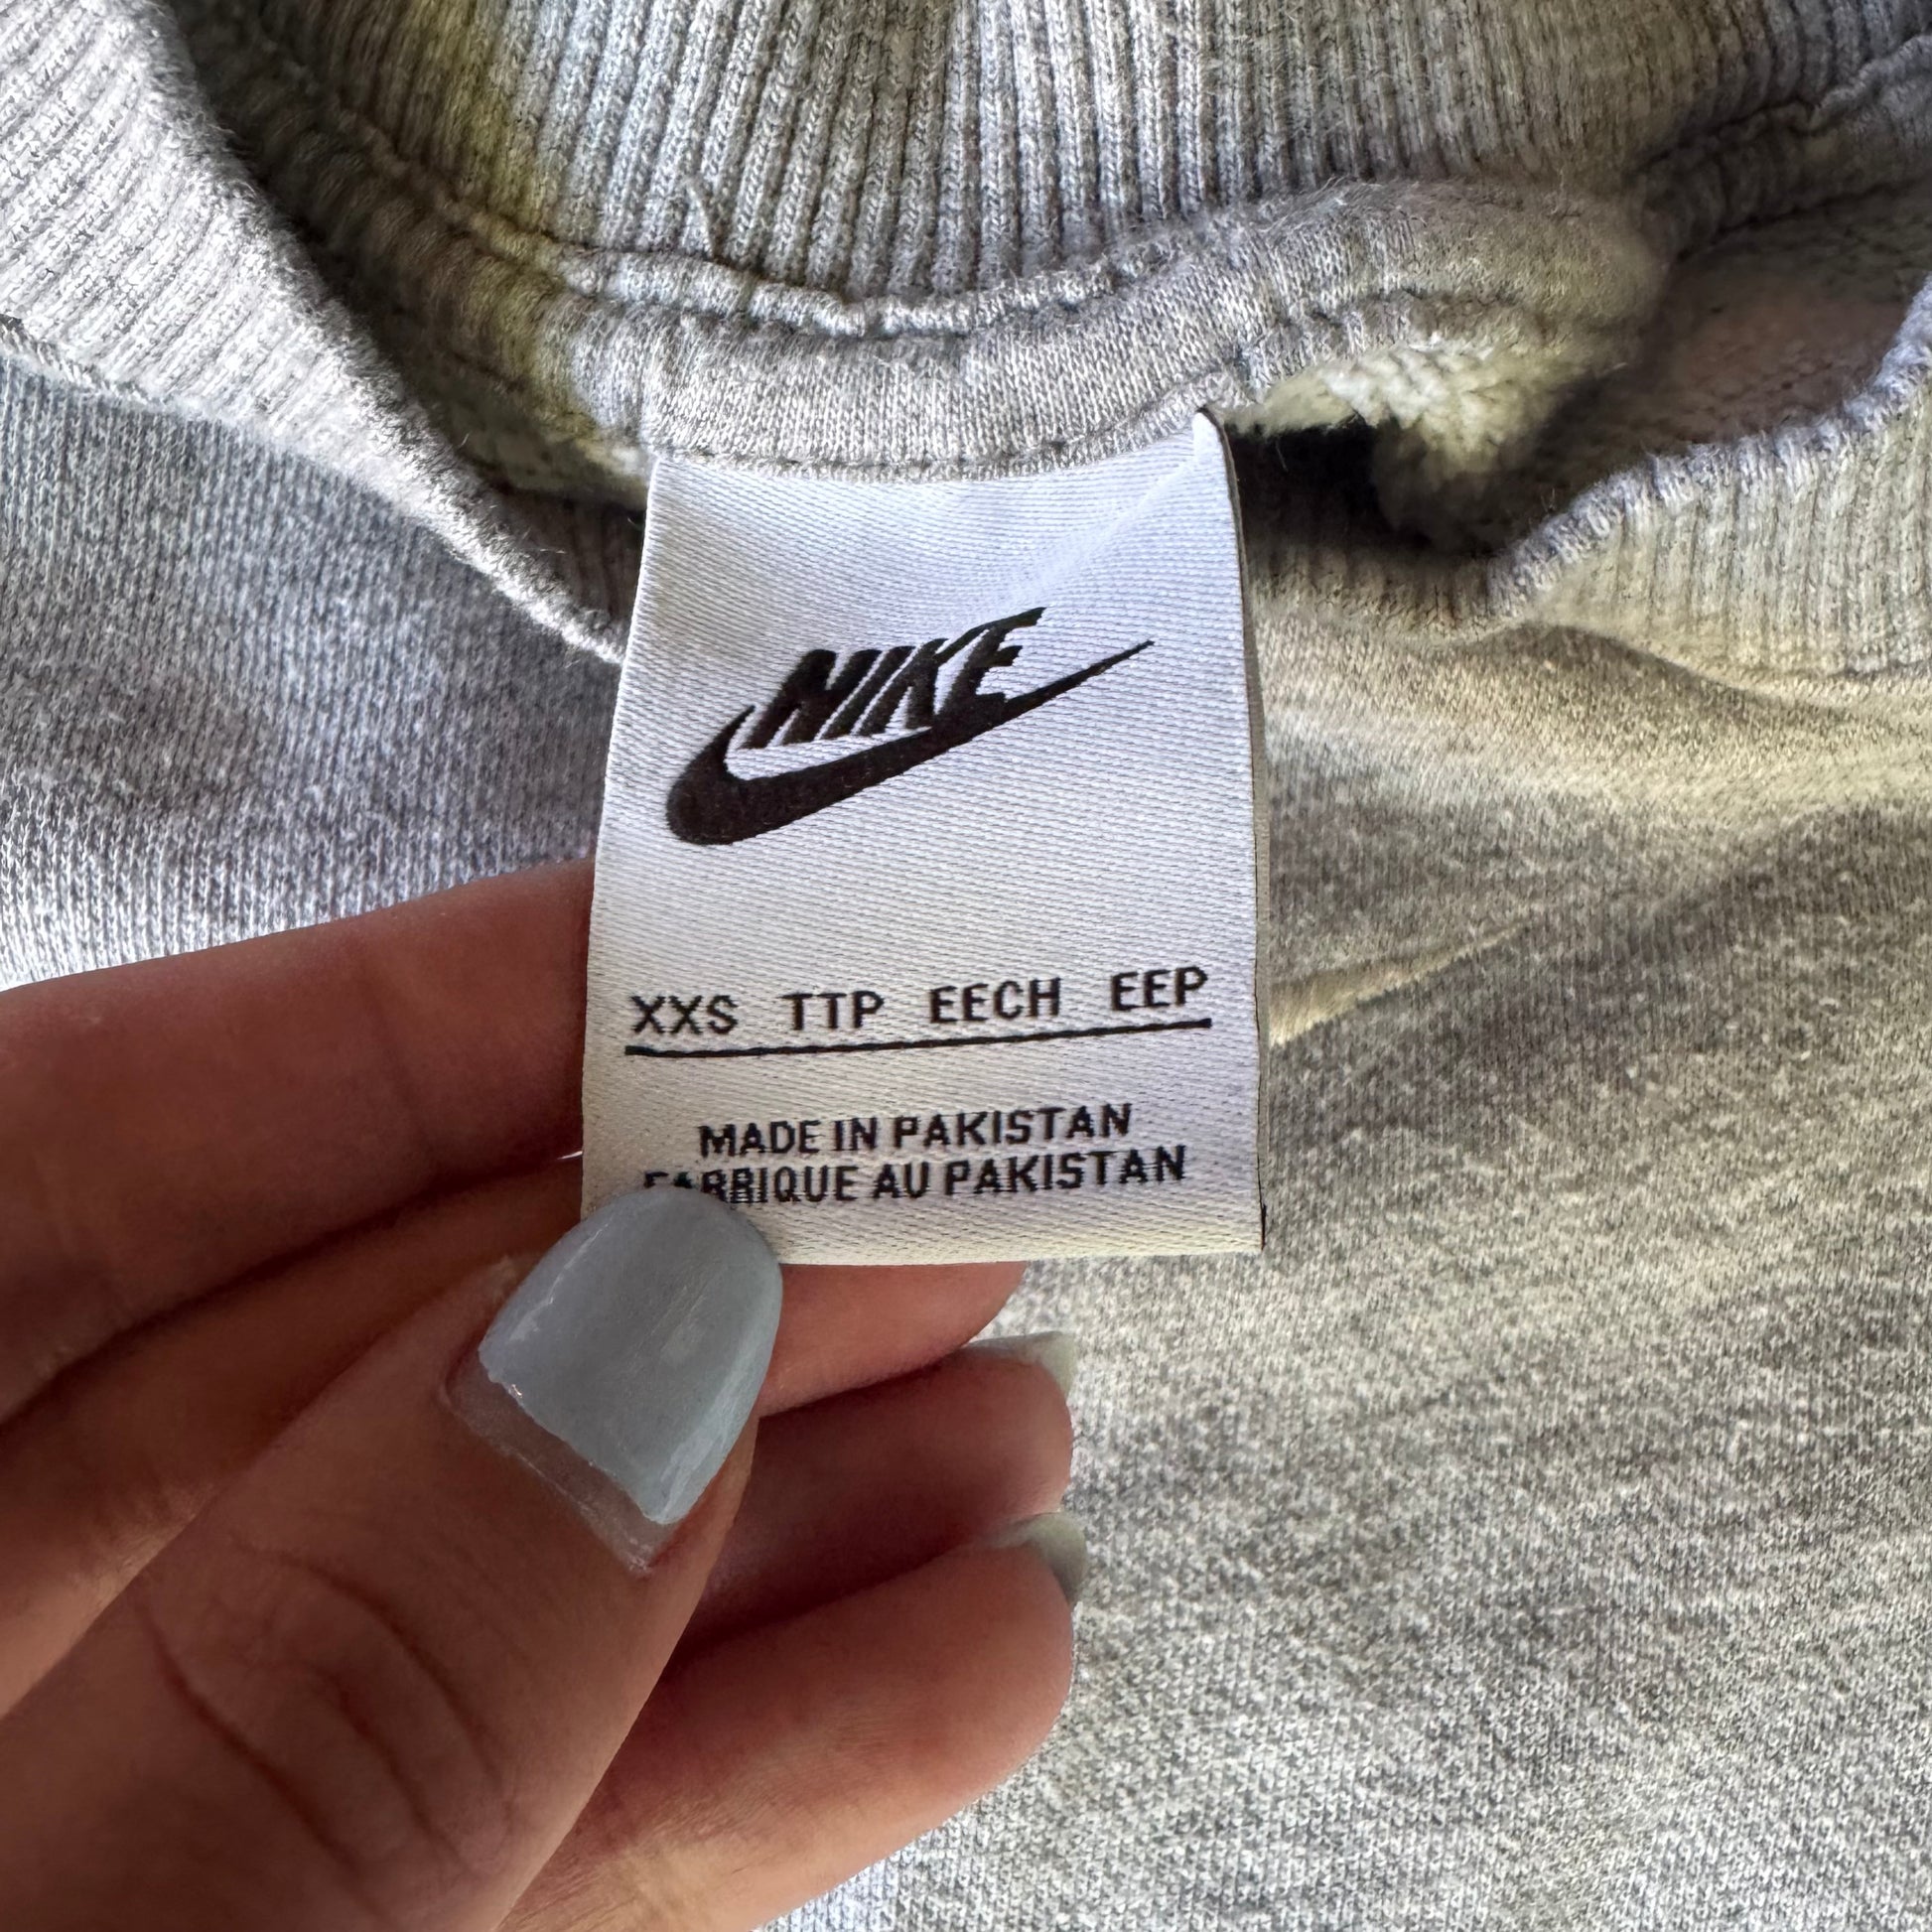 NIKE
XXS TTP EECH EEP
MADE IN PAKISTAN
FABRIQUE AU PAKISTAN